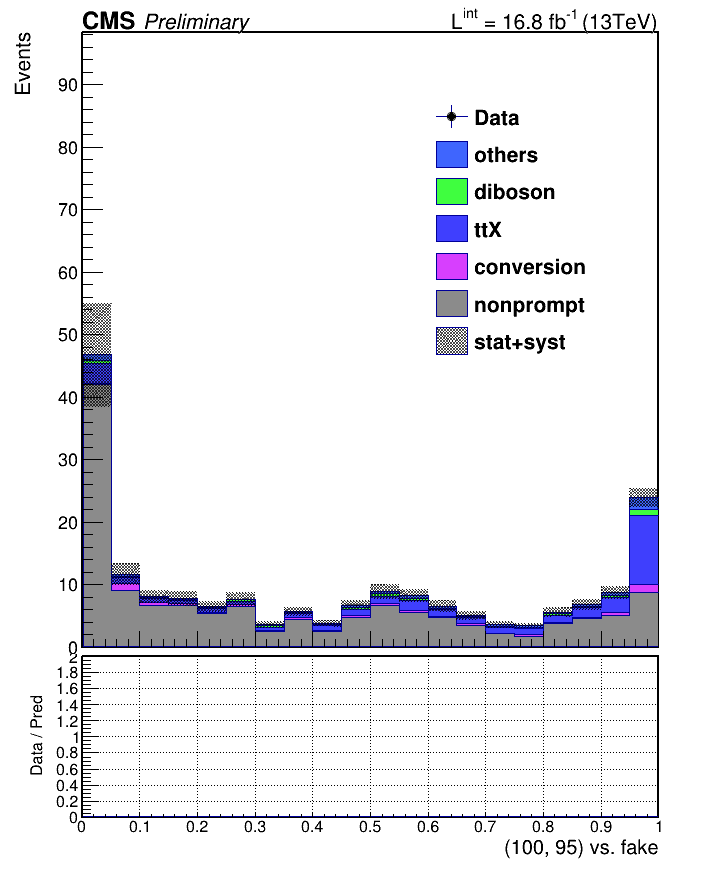 CMS Preliminary
L^int = 16.8 fb^-1 (13TeV)
Events
90
80
70
60
50
40
30
20
10
0
Data
others
diboson
ttX
conversion
nonprompt
stat+syst
Data / Pred
2
1.8
1.6
1.4
1.2
1
0.8
0.6
0.4
0.2
0
0 0.1 0.2 0.3 0.4 0.5 0.6 0.7 0.8 0.9 1
(100, 95) vs. fake